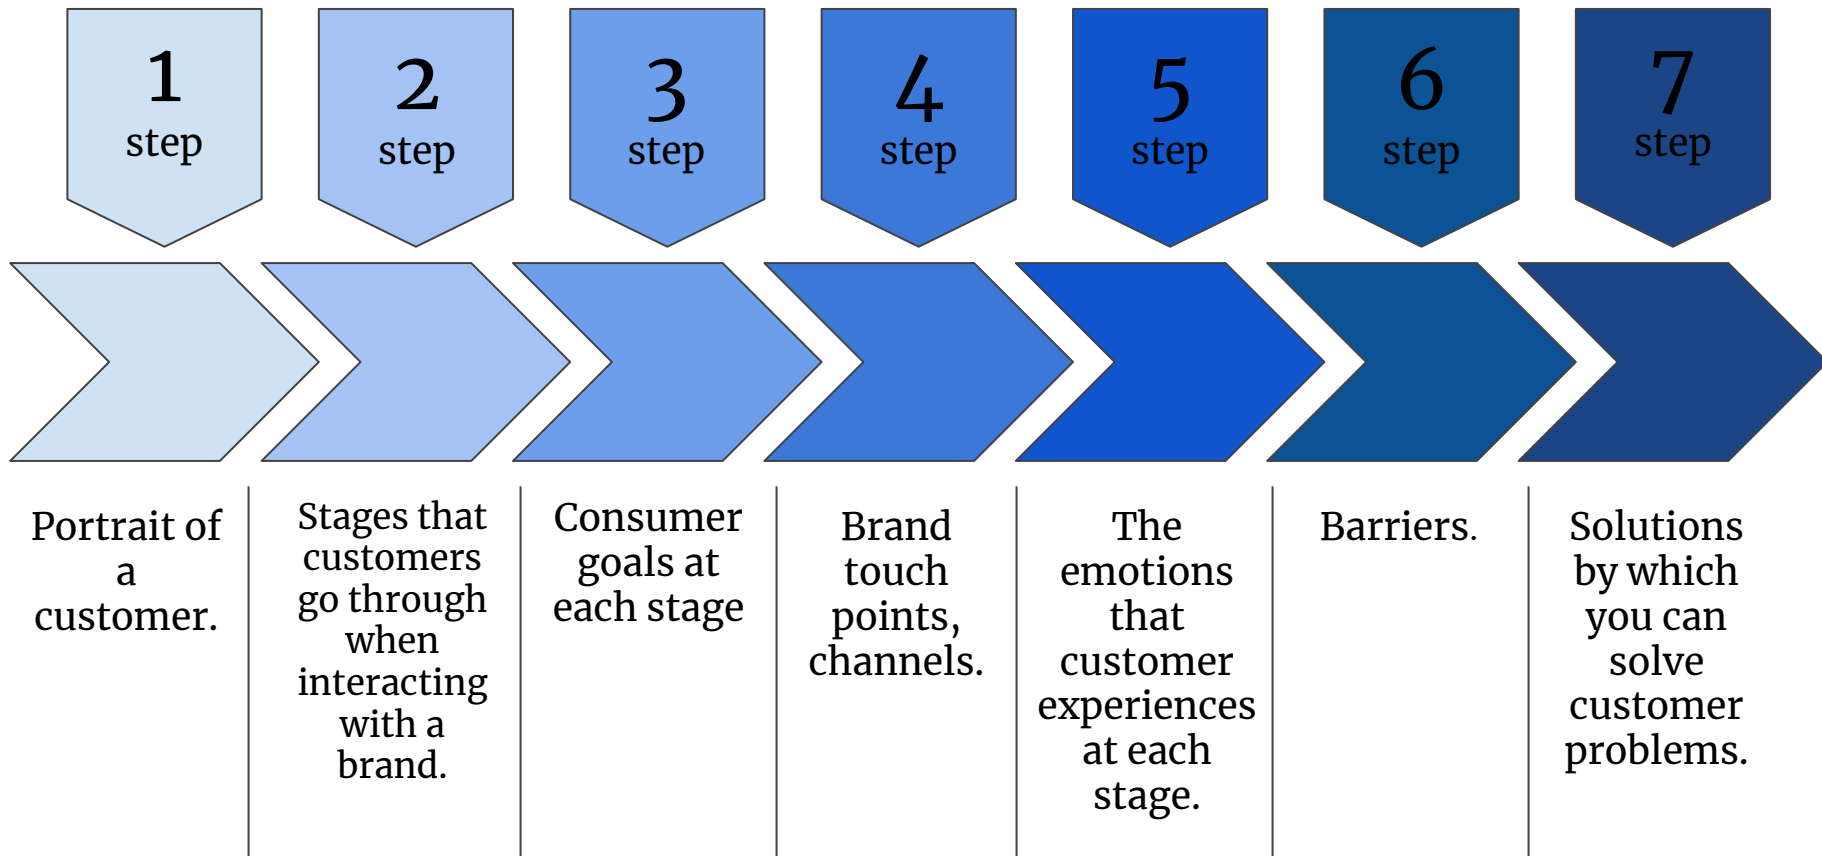 1
step
2
step
3
step
4
step
5
step
6
step
7
step
Portrait of
a
customer.
Stages that
customers
go through
when
interacting
with a
brand.
Consumer
goals at
each stage
Brand
touch
points,
channels.
The
emotions
that
customer
experiences
at each
stage.
Barriers.
Solutions
by which
you can
solve
customer
problems.